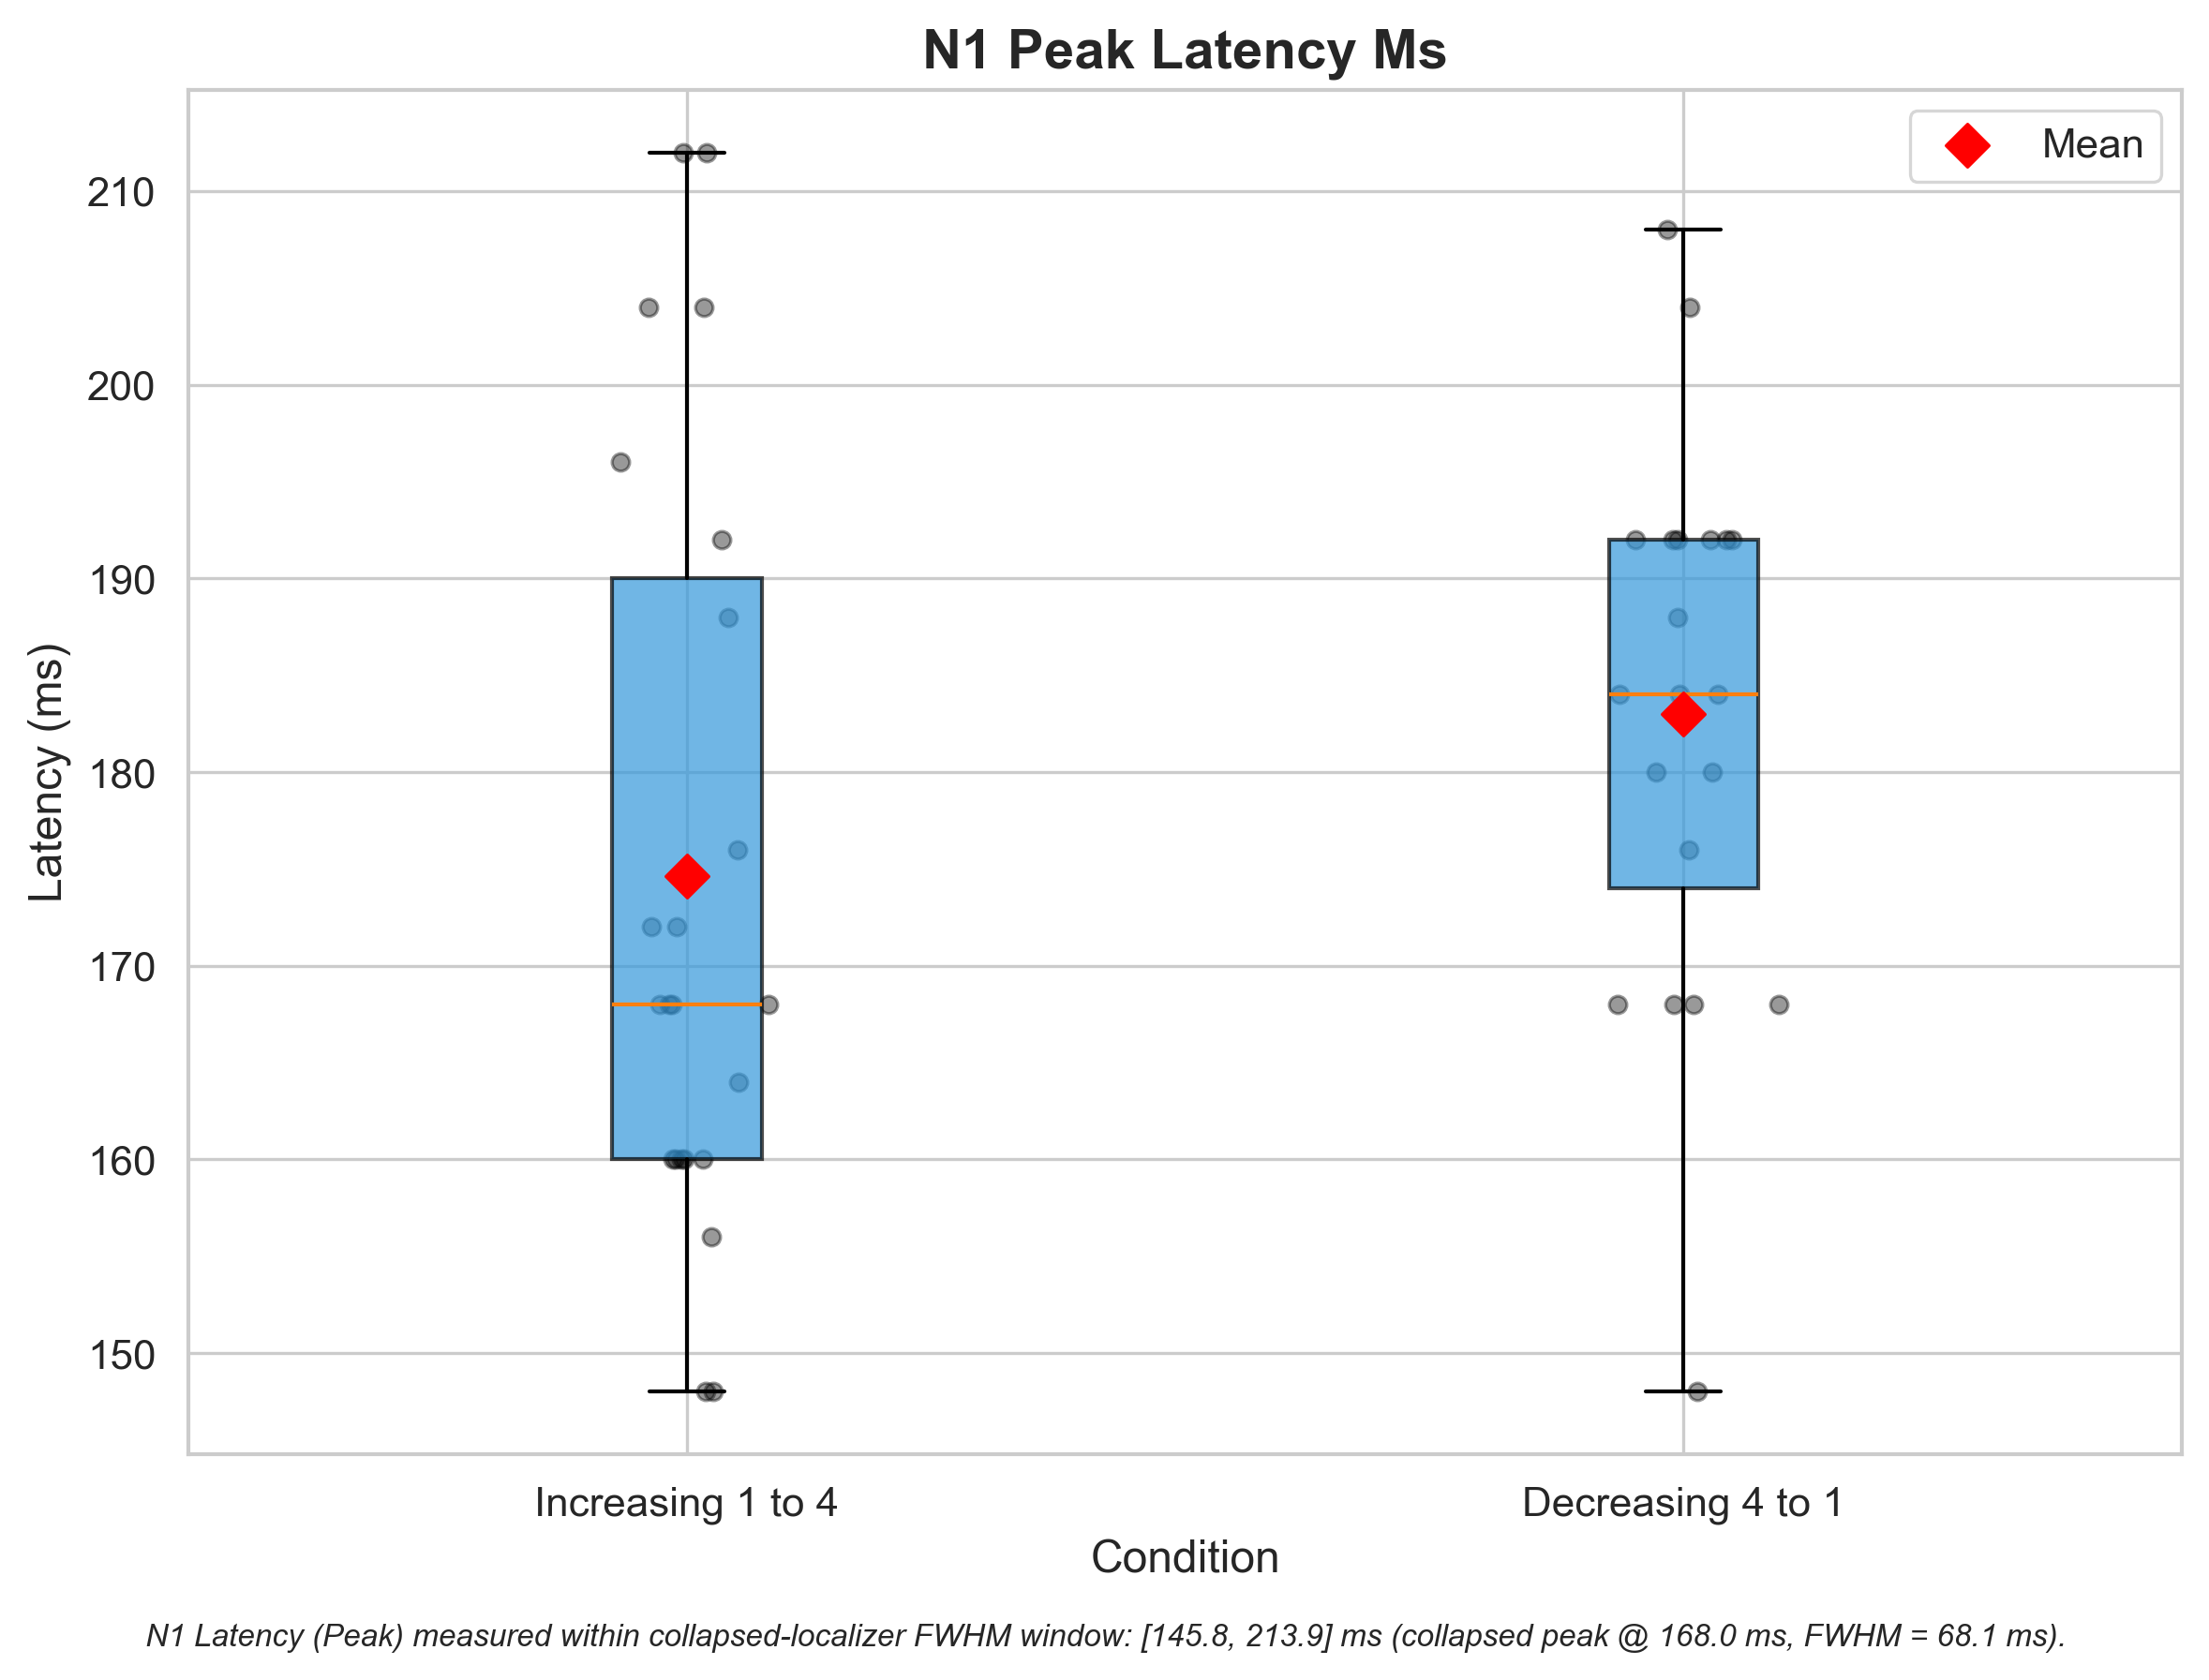 N1 Peak Latency Ms
Mean
Latency (ms)
210
200
190
180
170
160
150
Increasing 1 to 4
Decreasing 4 to 1
Condition
N1 Latency (Peak) measured within collapsed-localizer FWHM window: [145.8, 213.9] ms (collapsed peak @ 168.0 ms, FWHM = 68.1 ms).